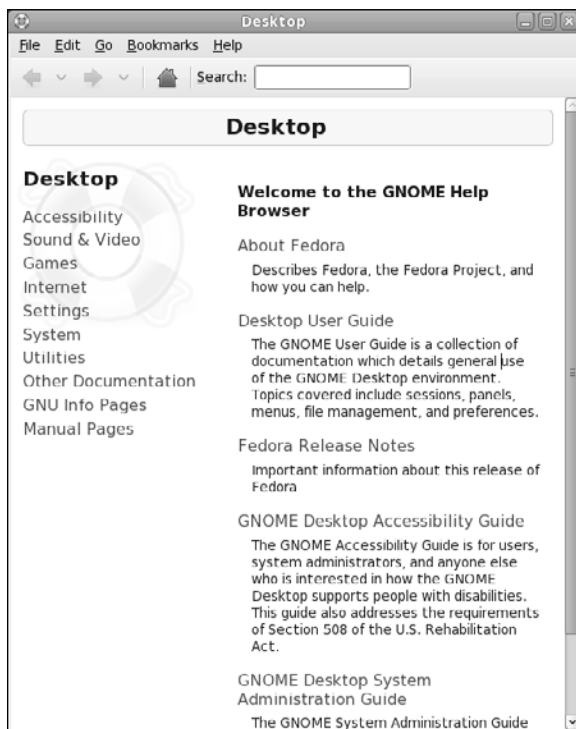 Desktop
File Edit Go Bookmarks Help
Search:
Desktop
Desktop
Accessibility
Sound & Video
Games
Internet
Settings
System
Utilities
Other Documentation
GNU Info Pages
Manual Pages
Welcome to the GNOME Help
Browser
About Fedora
Describes Fedora, the Fedora Project, and
how you can help.
Desktop User Guide
The GNOME User Guide is a collection of
documentation which details general use
of the GNOME Desktop environment.
Topics covered include sessions, panels,
menus, file management, and preferences.
Fedora Release Notes
Important information about this release of
Fedora
GNOME Desktop Accessibility Guide
The GNOME Accessibility Guide is for users,
system administrators, and anyone else
who is interested in how the GNOME
Desktop supports people with disabilities.
This guide also addresses the requirements
of Section 508 of the U.S. Rehabilitation
Act.
GNOME Desktop System
Administration Guide
The GNOME System Administration Guide